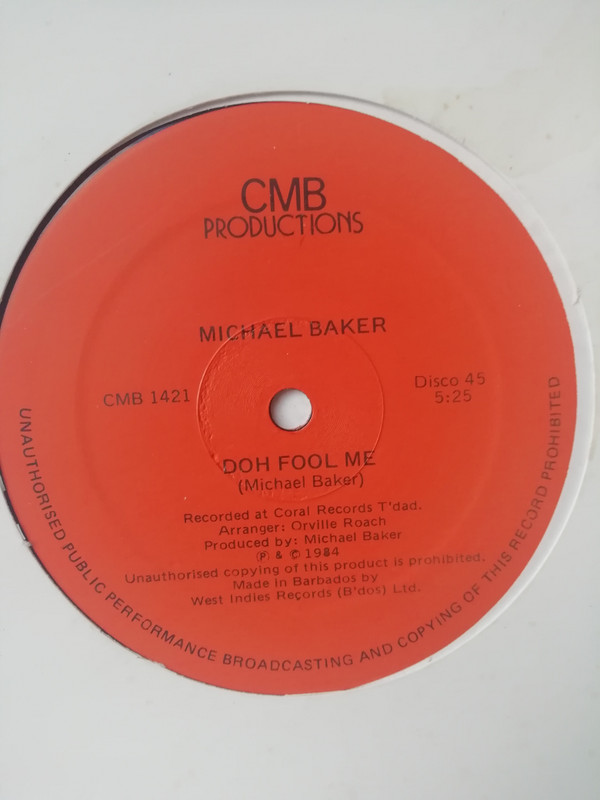 CMB
PRODUCTIONS
MICHAEL BAKER
CMB 1421
Disco 45
5:25
DOH FOOL ME
(Michael Baker)
Recorded at Coral Records T'dad.
Arranger: Orville Roach
Produced by: Michael Baker
℗ & © 1984
Unauthorised copying of this product is prohibited.
Made in Barbados by
West Indies Records (B'dos) Ltd.
UNAUTHORISED PUBLIC PERFORMANCE BROADCASTING AND COPYING OF THIS RECORD PROHIBITED